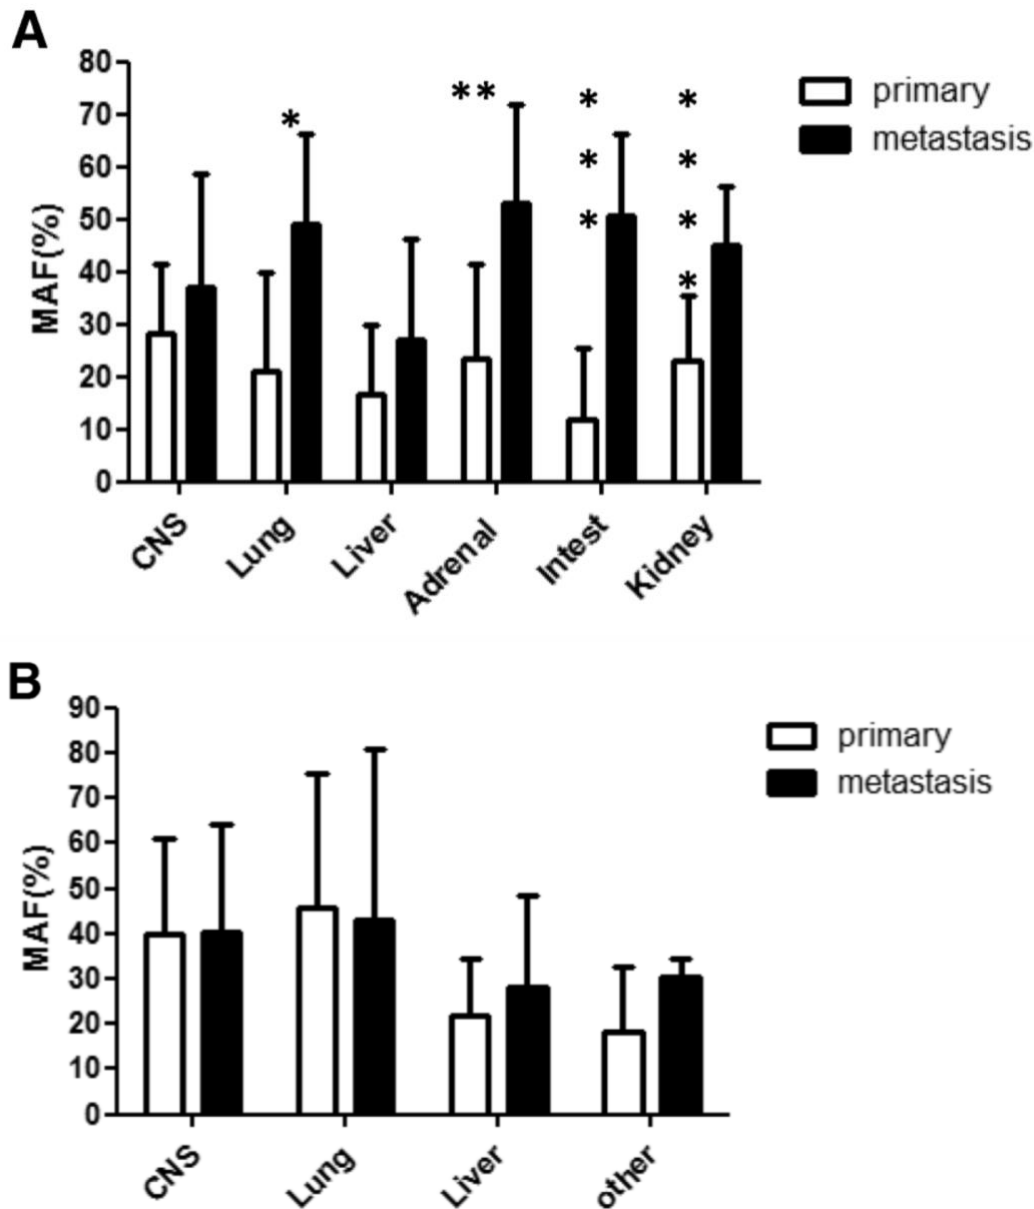 A
80
70
60
50
40
30
20
10
0
MAF(%)
*
**
*
*
*
*
*
*
*
primary
metastasis
CNS
Lung
Liver
Adrenal
Intest
Kidney
B
90
80
70
60
50
40
30
20
10
0
MAF(%)
primary
metastasis
CNS
Lung
Liver
other